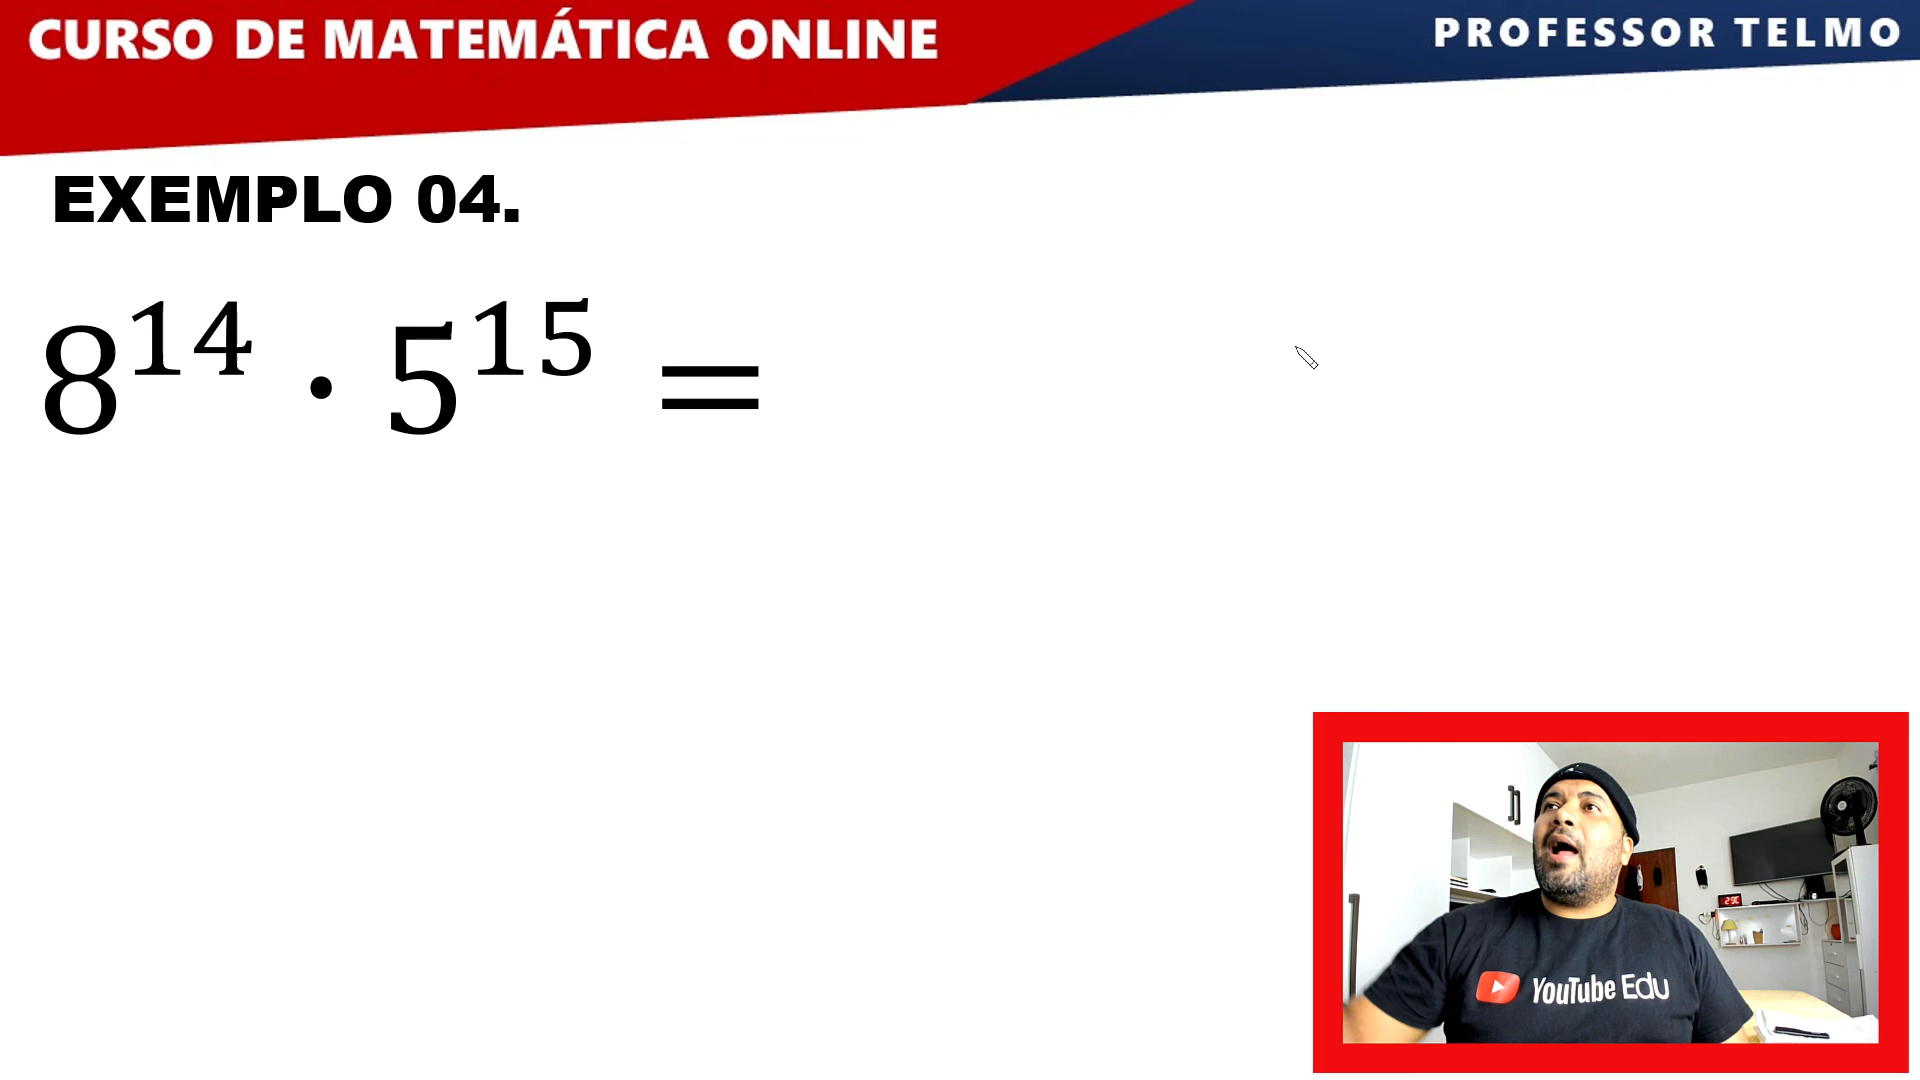 CURSO DE MATEMÁTICA ONLINE
PROFESSOR TELMO
EXEMPLO 04.
8¹⁴ · 5¹⁵ =
YouTube Edu